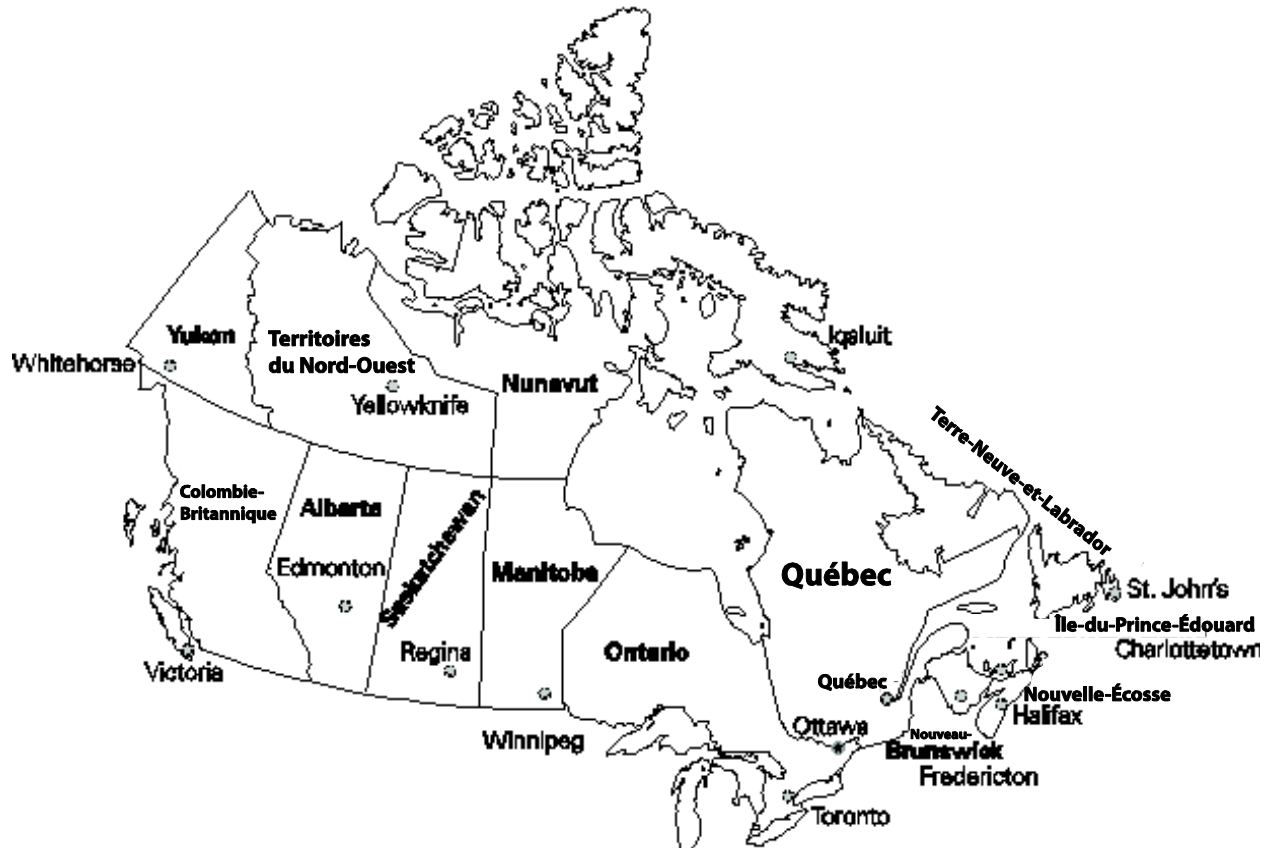 Iqaluit
Yukon
Territoires
du Nord-Ouest
Whitehorse
Nunavut
Yellowknife
Terre-Neuve-et-Labrador
Colombie-
Britannique
Alberta
Saskatchewan
Edmonton
Manitoba
Québec
St. John's
Île-du-Prince-Édouard
Charlottetown
Regina
Ontario
Victoria
Québec
Nouvelle-Écosse
Halifax
Ottawa
Winnipeg
Nouveau-
Brunswick
Fredericton
Toronto